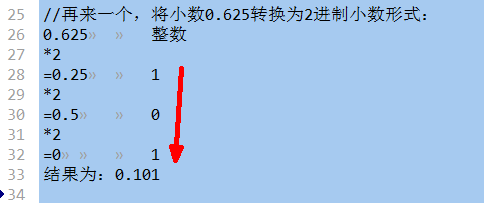 25 //再来一个，将小数0.625转换为2进制小数形式：
26 0.625» » 整数
27 *2
28 =0.25» » 1
29 *2
30 =0.5» » 0
31 *2
32 =0» » 1
33 结果为：0.101
34